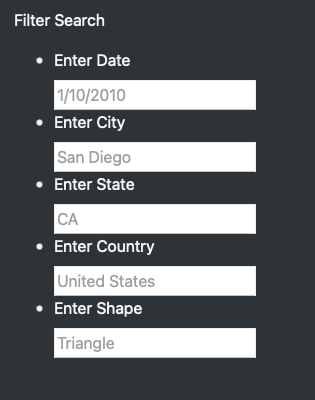 Filter Search
Enter Date
1/10/2010
Enter City
San Diego
Enter State
CA
Enter Country
United States
Enter Shape
Triangle